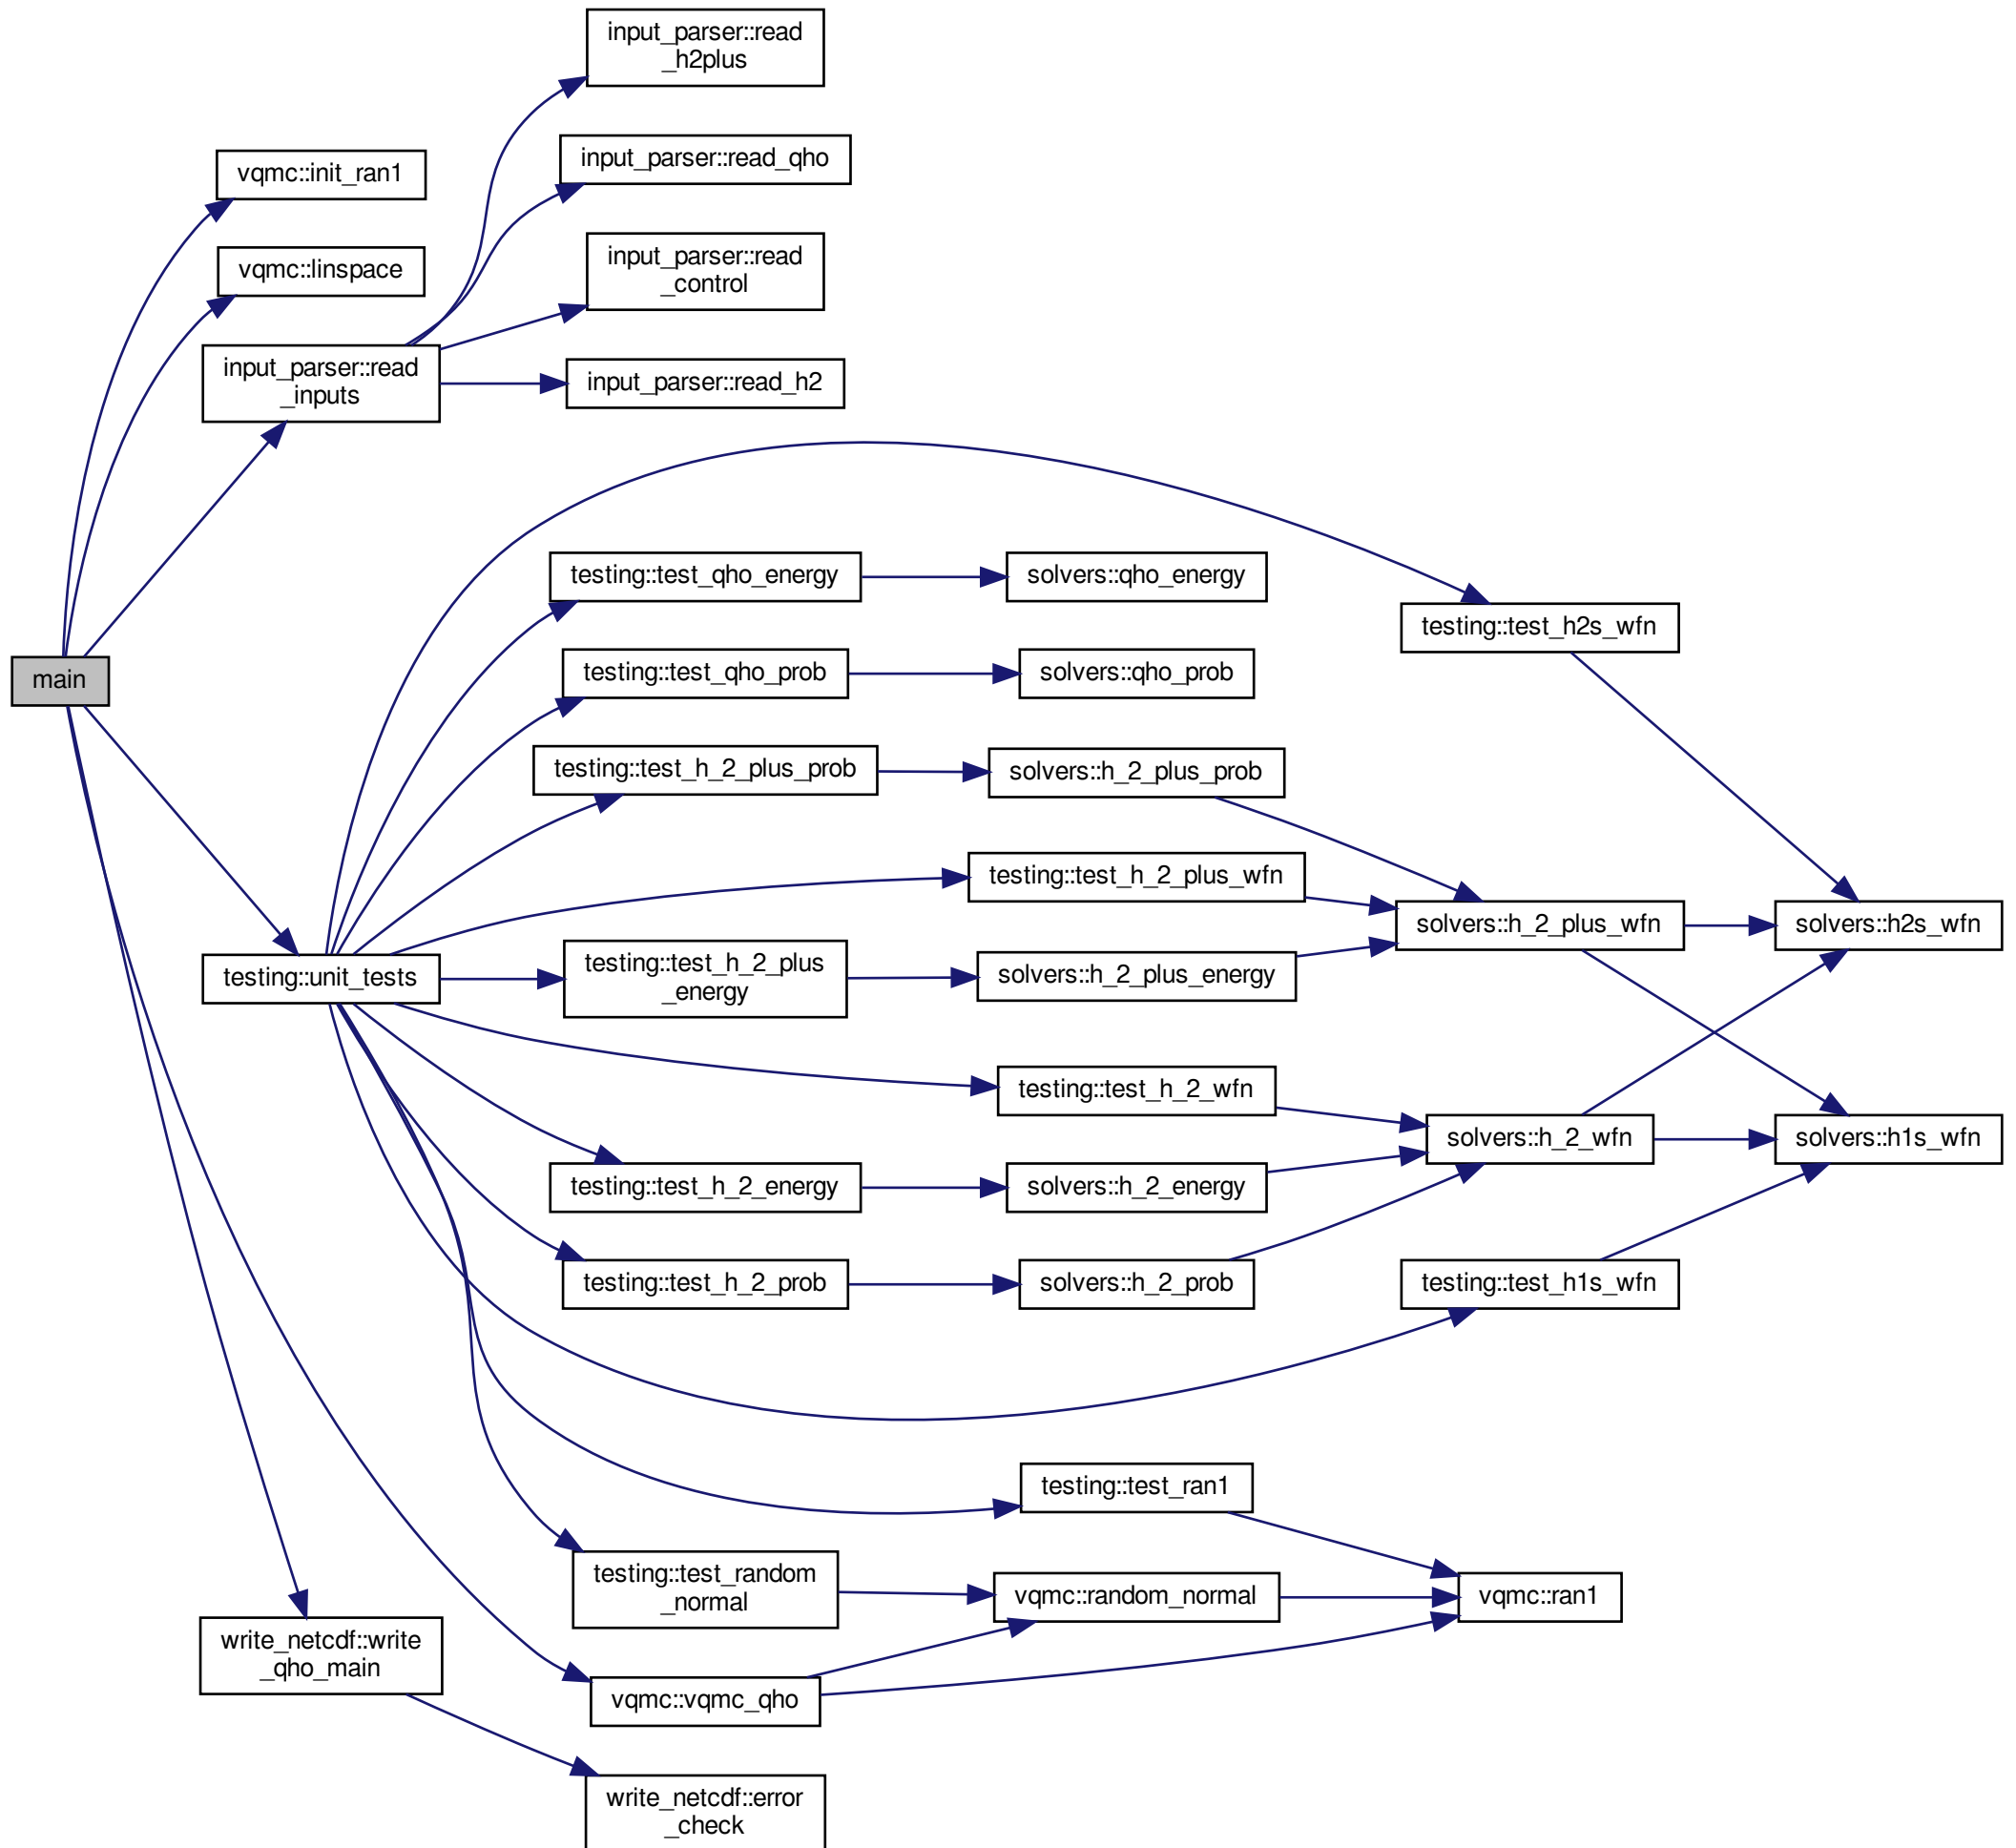 input_parser::read
_h2plus
vqmc::init_ran1
input_parser::read_qho
vqmc::linspace
input_parser::read
_control
input_parser::read
_inputs
input_parser::read_h2
testing::test_qho_energy
solvers::qho_energy
testing::test_h2s_wfn
main
testing::test_qho_prob
solvers::qho_prob
testing::test_h_2_plus_prob
solvers::h_2_plus_prob
testing::test_h_2_plus_wfn
solvers::h_2_plus_wfn
solvers::h2s_wfn
testing::unit_tests
testing::test_h_2_plus
_energy
solvers::h_2_plus_energy
testing::test_h_2_wfn
solvers::h_2_wfn
solvers::h1s_wfn
testing::test_h_2_energy
solvers::h_2_energy
testing::test_h_2_prob
solvers::h_2_prob
testing::test_h1s_wfn
testing::test_ran1
testing::test_random
_normal
vqmc::random_normal
vqmc::ran1
write_netcdf::write
_qho_main
vqmc::vqmc_qho
write_netcdf::error
_check